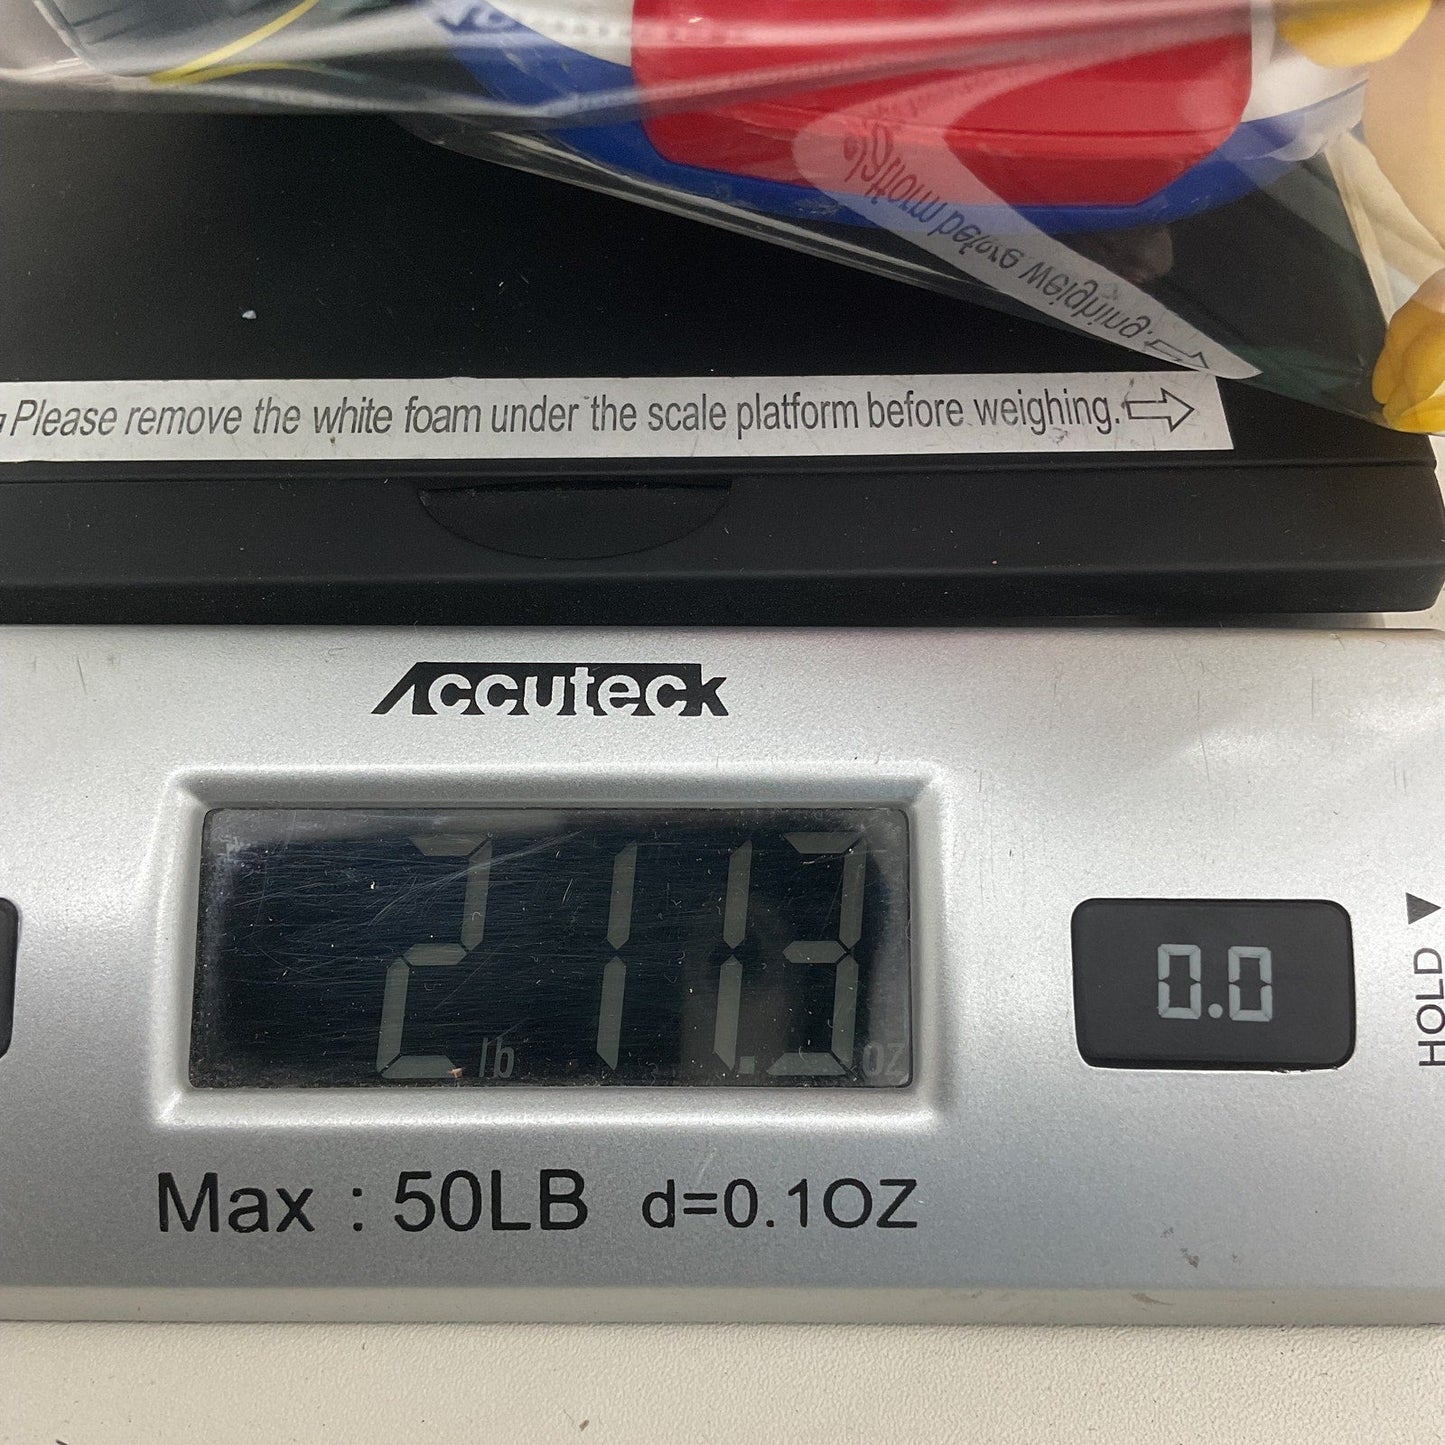 Please remove the white foam under the scale platform before weighing.
Accuteck
2 lb 11.3 oz
0.0
HOLD
Max : 50LB d=0.1OZ